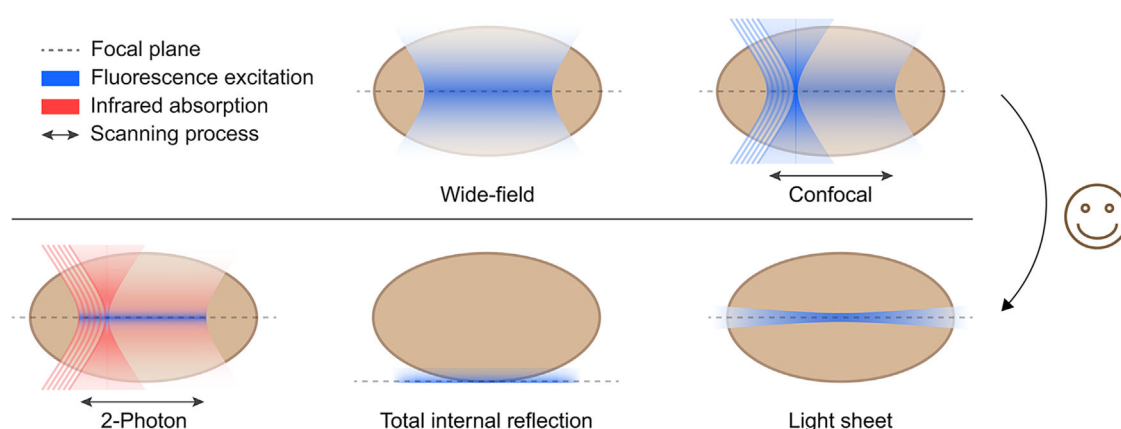 Focal plane
Fluorescence excitation
Infrared absorption
Scanning process
Wide-field
Confocal
2-Photon
Total internal reflection
Light sheet